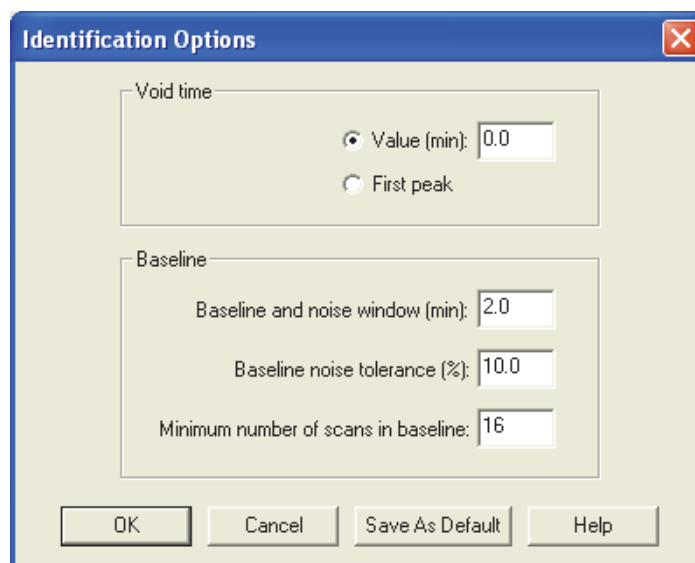 Identification Options
Void time
Value (min): 0.0
First peak
Baseline
Baseline and noise window (min): 2.0
Baseline noise tolerance (%): 10.0
Minimum number of scans in baseline: 16
OK Cancel Save As Default Help